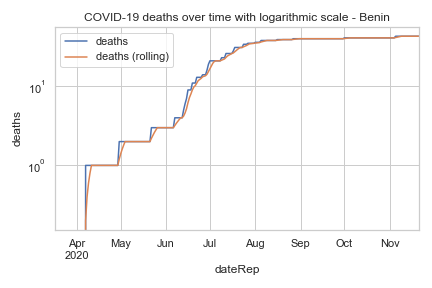 COVID-19 deaths over time with logarithmic scale - Benin
deaths
deaths (rolling)
10¹
10⁰
deaths
Apr May Jun Jul Aug Sep Oct Nov
2020
dateRep